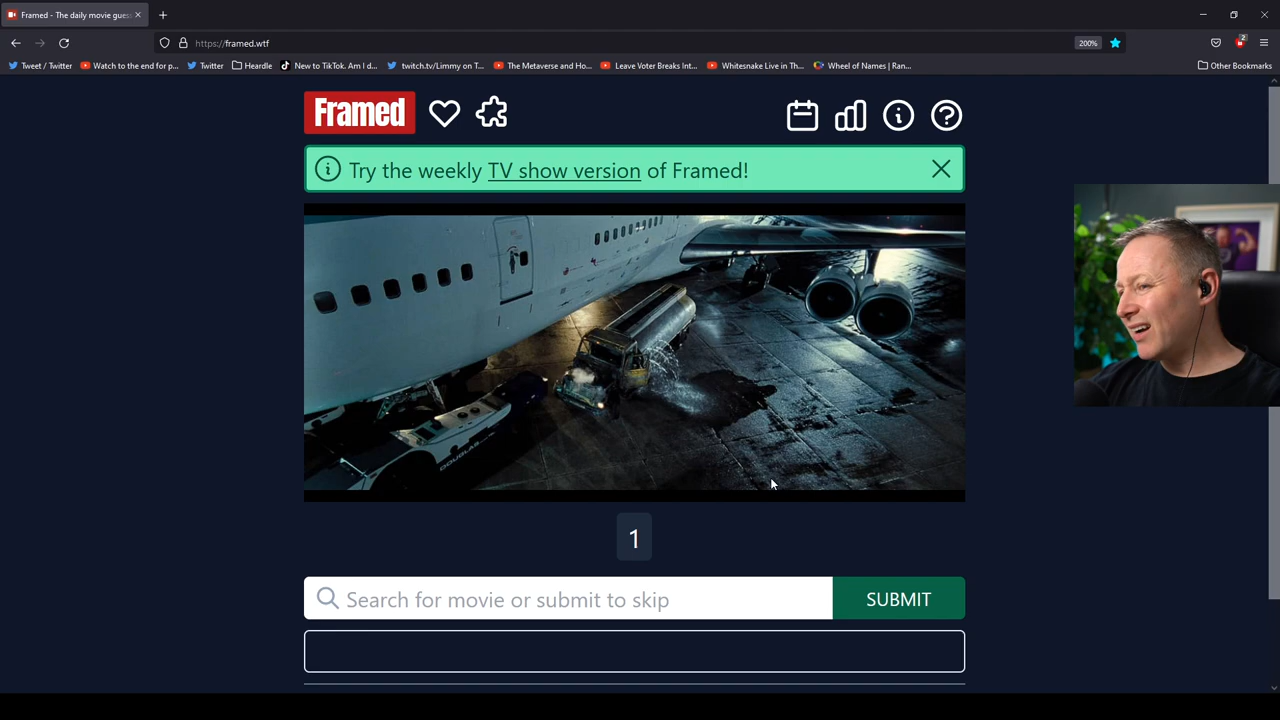 Framed - The daily movie gues
https://framed.wtf
200%
2
Tweet / Twitter
Watch to the end for p...
Twitter
Heardle
New to TikTok. Am I d...
twitch.tv/Limmy on T...
The Metaverse and Ho...
Leave Voter Breaks Int...
Whitesnake Live in Th...
Wheel of Names | Ran...
Other Bookmarks
Framed
Try the weekly TV show version of Framed!
DOUGLAS
1
Search for movie or submit to skip
SUBMIT